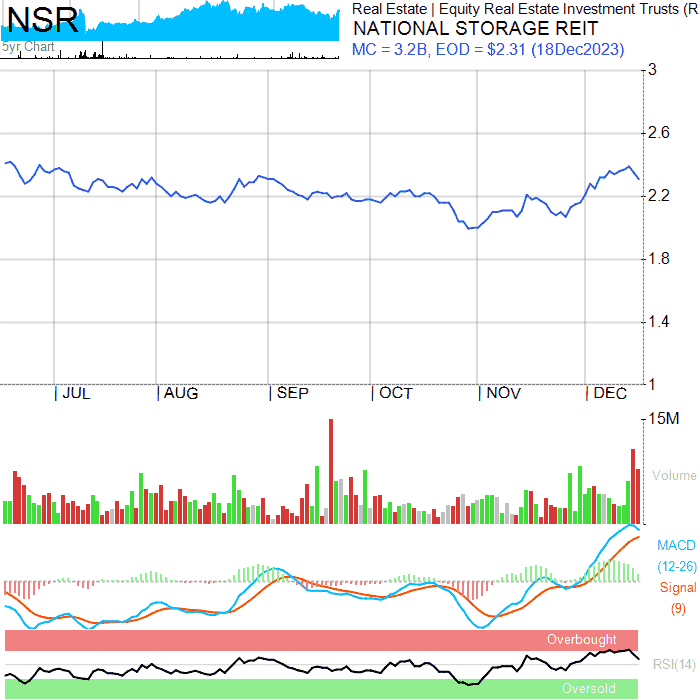 NSR
5yr Chart
Real Estate | Equity Real Estate Investment Trusts (R
NATIONAL STORAGE REIT
MC = 3.2B, EOD = $2.31 (18Dec2023)
3
2.6
2.2
1.8
1.4
1
JUL AUG SEP OCT NOV DEC
15M
Volume
MACD
(12-26)
Signal
(9)
Overbought
RSI(14)
Oversold